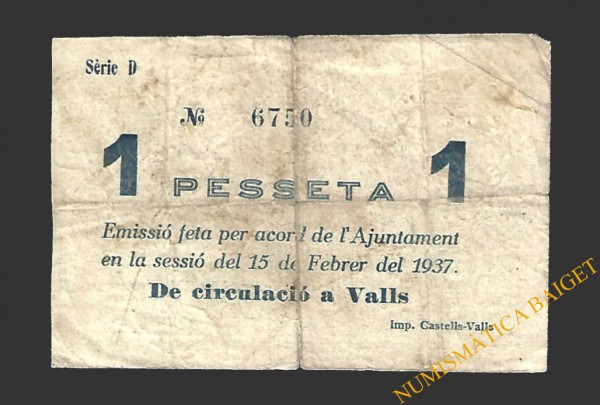 Sèrie D
№ 6750
1 PESSETA 1
Emissió feta per acord de l'Ajuntament
en la sessió del 15 de Febrer del 1937.
De circulació a Valls
Imp. Castells-Valls
NUMISMÀTICA BAIGET